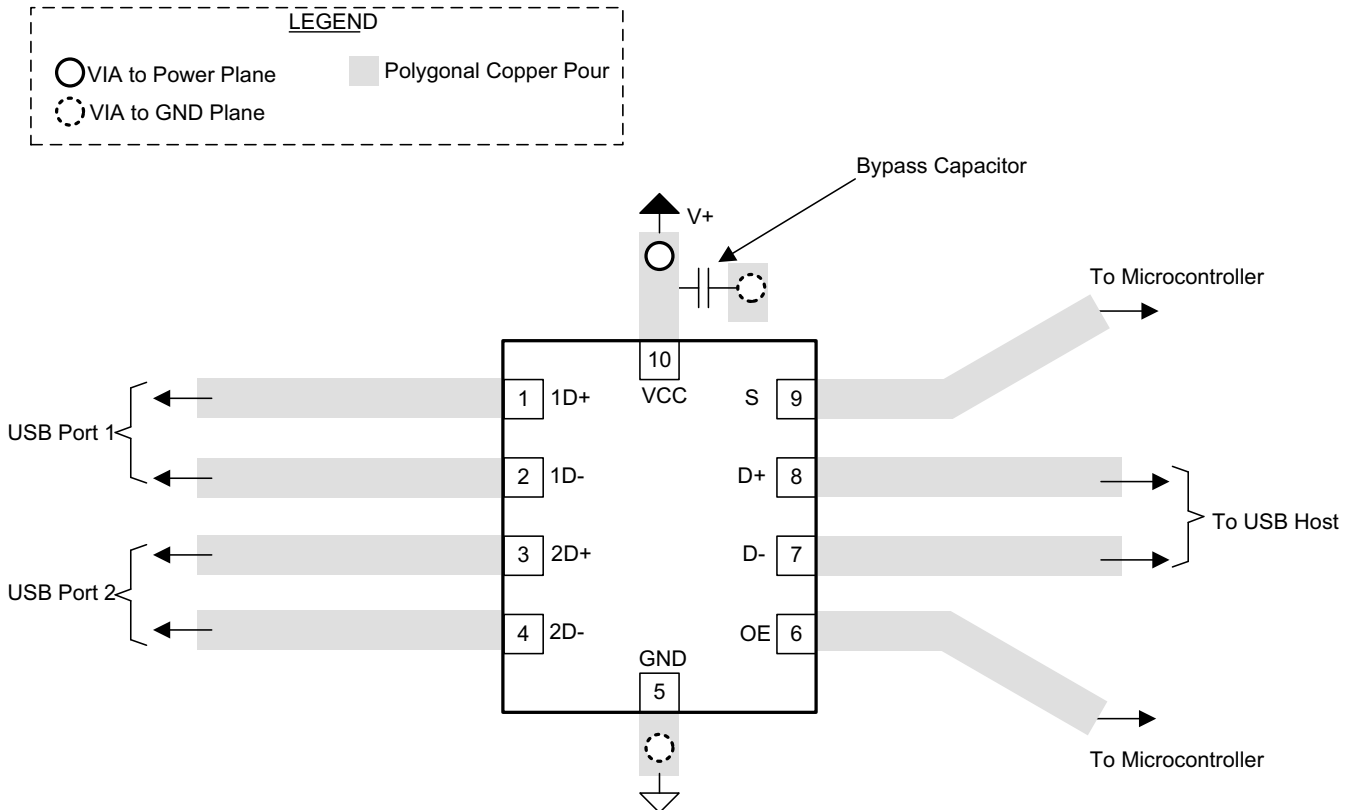 LEGEND
VIA to Power Plane
Polygonal Copper Pour
VIA to GND Plane
Bypass Capacitor
V+
To Microcontroller
10
VCC
1 1D+
S 9
USB Port 1
2 1D-
D+ 8
To USB Host
3 2D+
D- 7
USB Port 2
4 2D-
OE 6
GND
5
To Microcontroller